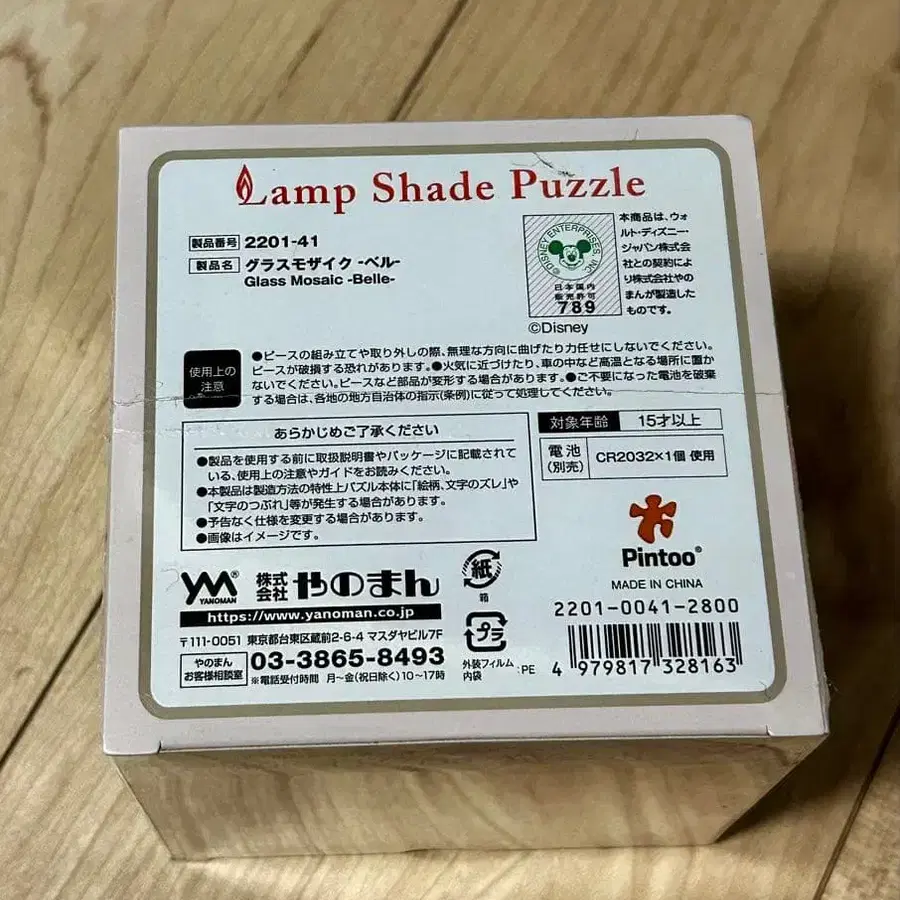 Lamp Shade Puzzle
製品番号 2201-41
製品名 グラスモザイク -ベル-
Glass Mosaic -Belle-
DISNEY ENTERPRISES, INC.
日本国内
販売許可
789
©Disney
本商品は、ウォ
ルト・ディズニー・
ジャパン株式会
社との契約によ
り株式会社やの
まんが製造した
ものです。
使用上の
注意
●ピースの組み立てや取り外しの際、無理な方向に曲げたり力任せにしないでください。
ピースが破損する恐れがあります。●火気に近づけたり、車の中など高温となる場所に置か
ないでください。ピースなど部品が変形する場合があります。●ご不要になった電池を破棄
する場合は、各地の地方自治体の指示(条例)に従って処理してください。
あらかじめご了承ください
●製品を使用する前に取扱説明書やパッケージに記載されて
いる、使用上の注意やガイドをお読みください。
●本製品は製造方法の特性上パズル本体に「絵柄、文字のズレ」や
「文字のつぶれ」等が発生する場合があります。
●予告なく仕様を変更する場合があります。
●画像はイメージです。
対象年齢 15才以上
電池
(別売) CR2032×1個 使用
Pintoo®
MADE IN CHINA
YM®
YANOMAN
株式
会社 やのまん
https://www.yanoman.co.jp
〒111-0051 東京都台東区蔵前2-6-4 マスダヤビル7F
やのまん
お客様相談室
03-3865-8493
※電話受付時間 月〜金(祝日除く)10〜17時
紙
箱
プラ
外装フィルム
内袋 :PE
2201-0041-2800
4 979817 328163